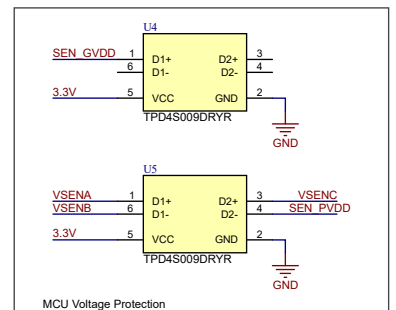 U4
SEN_GVDD 1 D1+ D2+ 3
6 D1- D2- 4
3.3V 5 VCC GND 2
TPD4S009DRYR
GND
U5
VSENA 1 D1+ D2+ 3 VSENC
VSENB 6 D1- D2- 4 SEN_PVDD
3.3V 5 VCC GND 2
TPD4S009DRYR
GND
MCU Voltage Protection